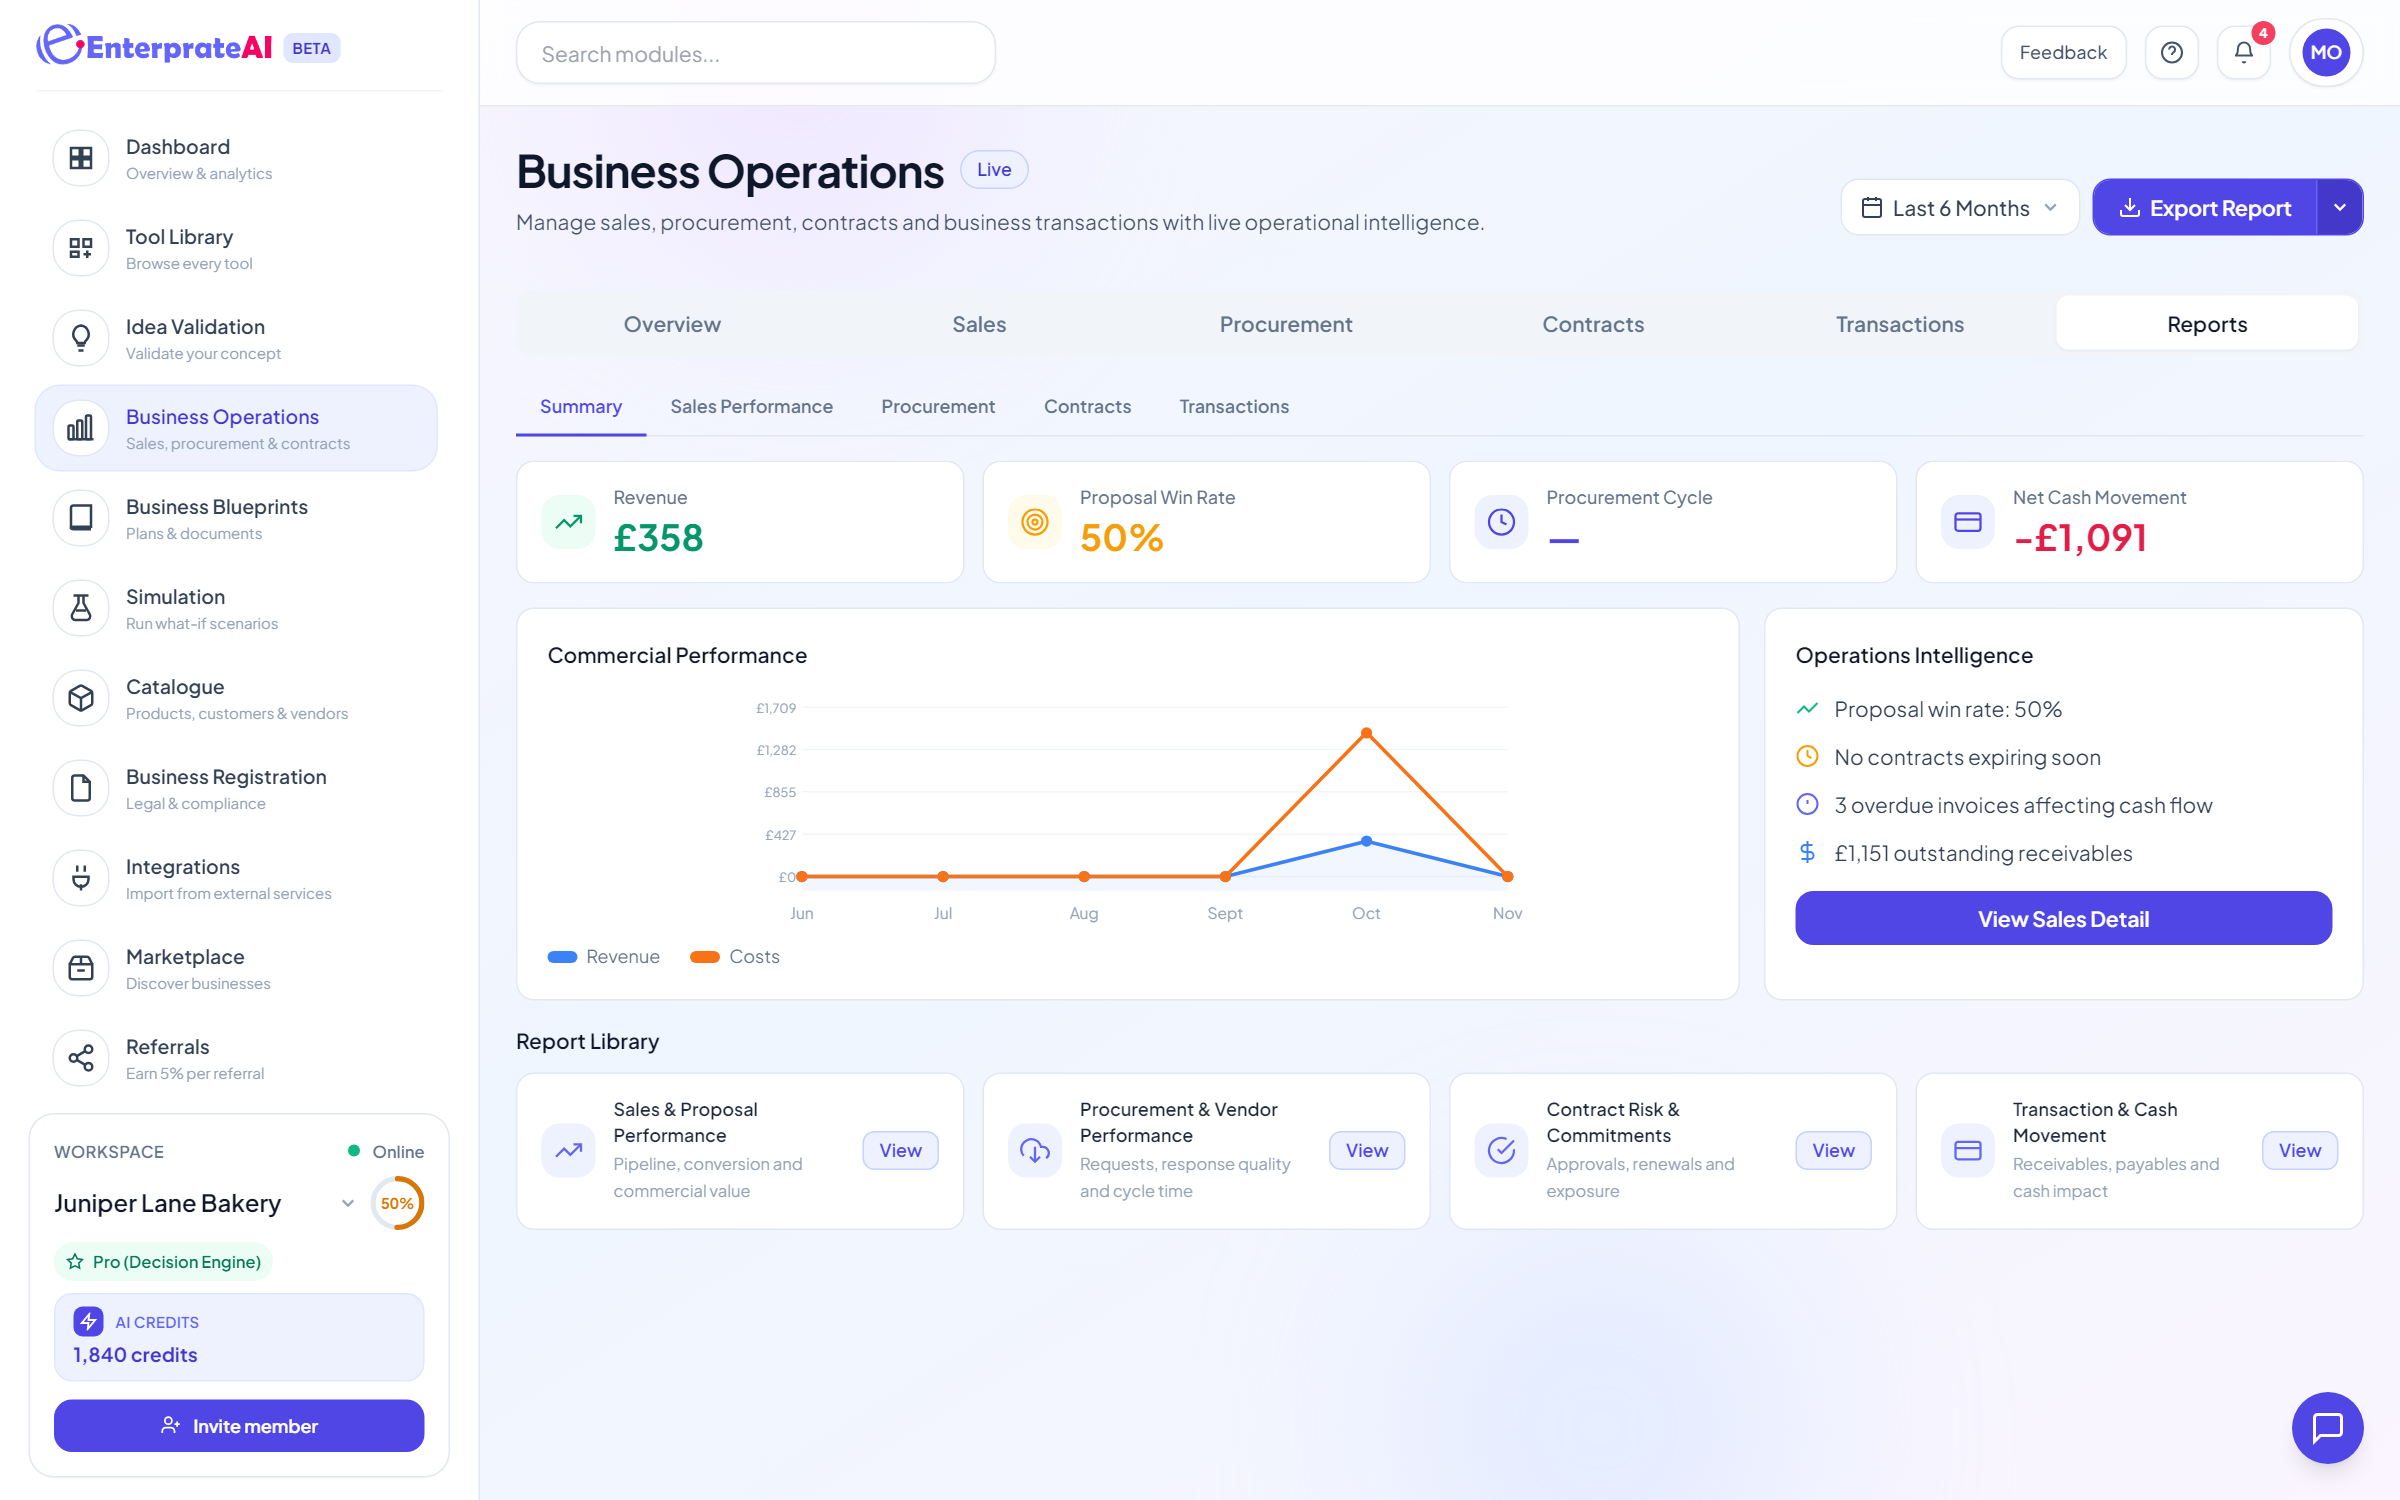 EnterprateAI BETA
Search modules...
Feedback
4
MO
Dashboard
Overview & analytics
Tool Library
Browse every tool
Idea Validation
Validate your concept
Business Operations
Sales, procurement & contracts
Business Blueprints
Plans & documents
Simulation
Run what-if scenarios
Catalogue
Products, customers & vendors
Business Registration
Legal & compliance
Integrations
Import from external services
Marketplace
Discover businesses
Referrals
Earn 5% per referral
WORKSPACE
Online
Juniper Lane Bakery
50%
Pro (Decision Engine)
AI CREDITS
1,840 credits
Invite member
Business Operations
Live
Manage sales, procurement, contracts and business transactions with live operational intelligence.
Last 6 Months
Export Report
Overview
Sales
Procurement
Contracts
Transactions
Reports
Summary
Sales Performance
Procurement
Contracts
Transactions
Revenue
£358
Proposal Win Rate
50%
Procurement Cycle
—
Net Cash Movement
-£1,091
Commercial Performance
£1,709
£1,282
£855
£427
£0
Jun
Jul
Aug
Sept
Oct
Nov
Revenue
Costs
Operations Intelligence
Proposal win rate: 50%
No contracts expiring soon
3 overdue invoices affecting cash flow
£1,151 outstanding receivables
View Sales Detail
Report Library
Sales & Proposal
Performance
Pipeline, conversion and
commercial value
View
Procurement & Vendor
Performance
Requests, response quality
and cycle time
View
Contract Risk &
Commitments
Approvals, renewals and
exposure
View
Transaction & Cash
Movement
Receivables, payables and
cash impact
View